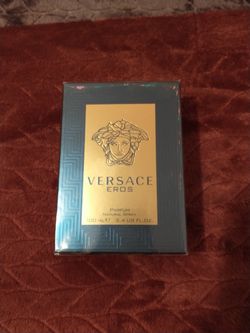 VERSACE
EROS
PARFUM
NATURAL SPRAY
100 ml ℮ 3.4 US FL.OZ.